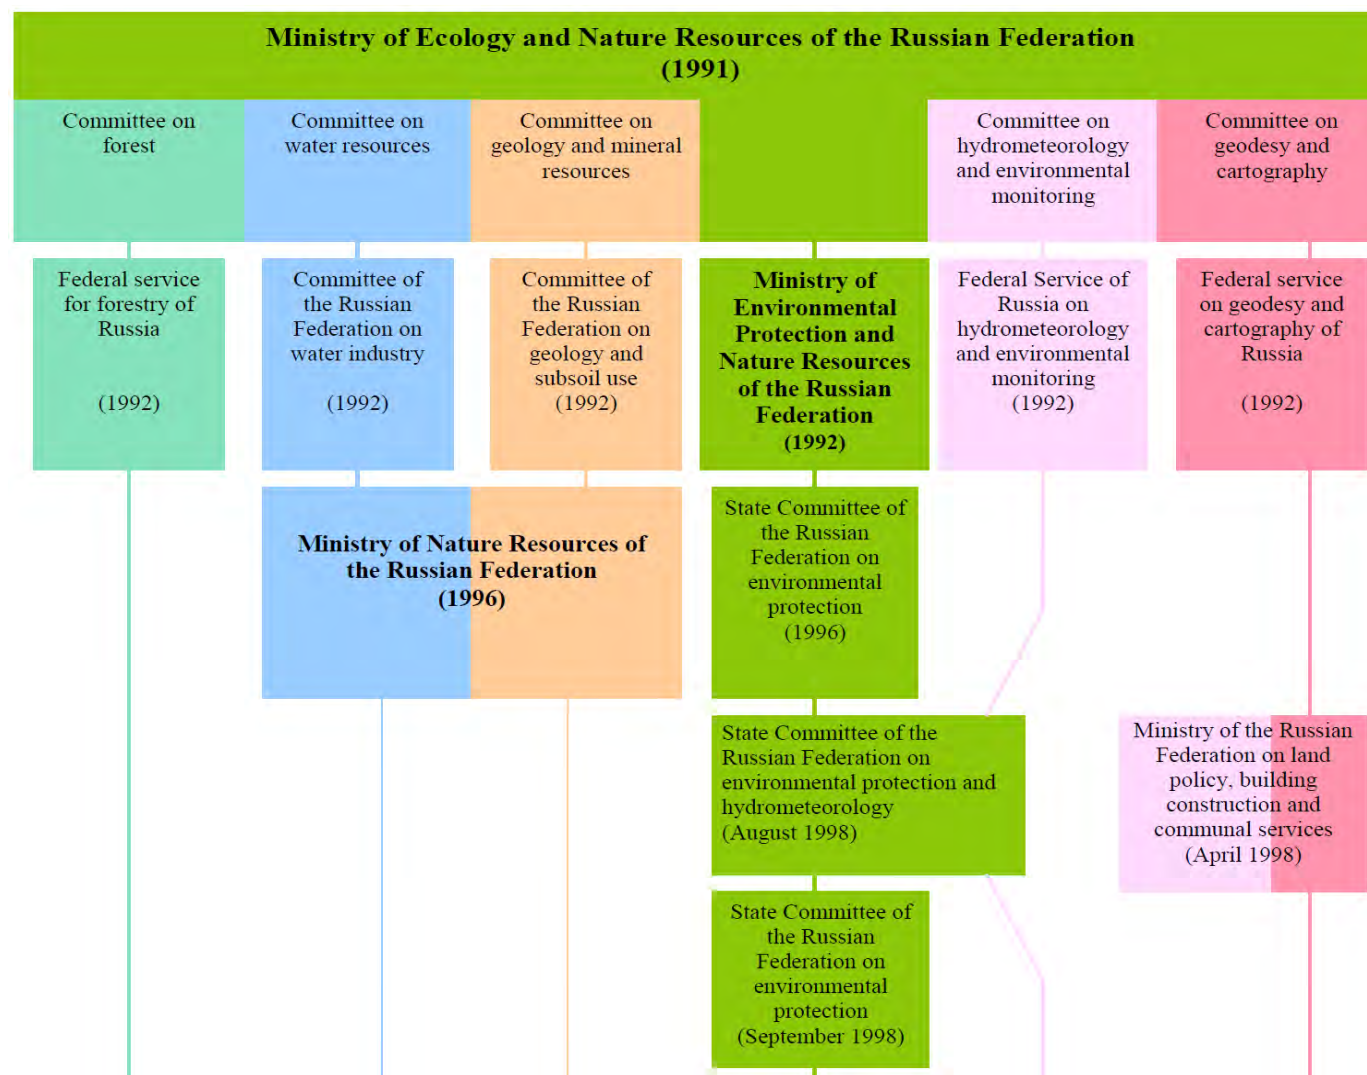 Ministry of Ecology and Nature Resources of the Russian Federation
(1991)
Committee on
forest
Committee on
water resources
Committee on
geology and mineral
resources
Committee on
hydrometeorology
and environmental
monitoring
Committee on
geodesy and
cartography
Federal service
for forestry of
Russia
(1992)
Committee of
the Russian
Federation on
water industry
(1992)
Committee of
the Russian
Federation on
geology and
subsoil use
(1992)
Ministry of
Environmental
Protection and
Nature Resources
of the Russian
Federation
(1992)
Federal Service of
Russia on
hydrometeorology
and environmental
monitoring
(1992)
Federal service
on geodesy and
cartography of
Russia
(1992)
Ministry of Nature Resources of
the Russian Federation
(1996)
State Committee of
the Russian
Federation on
environmental
protection
(1996)
State Committee of the
Russian Federation on
environmental protection and
hydrometeorology
(August 1998)
Ministry of the Russian
Federation on land
policy, building
construction and
communal services
(April 1998)
State Committee of
the Russian
Federation on
environmental
protection
(September 1998)